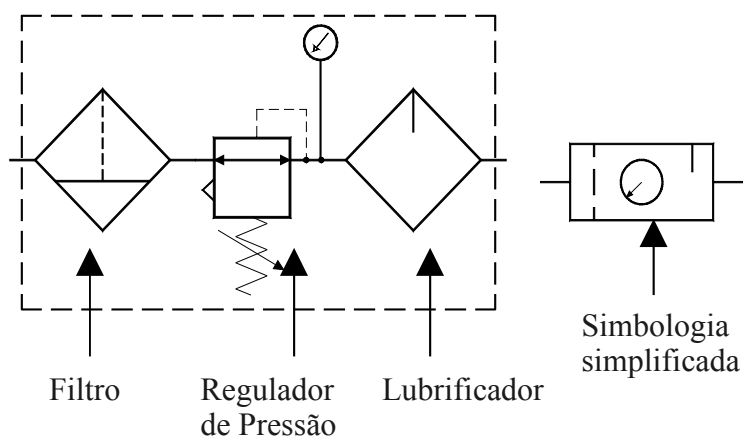 Filtro
Regulador
de Pressão
Lubrificador
Simbologia
simplificada